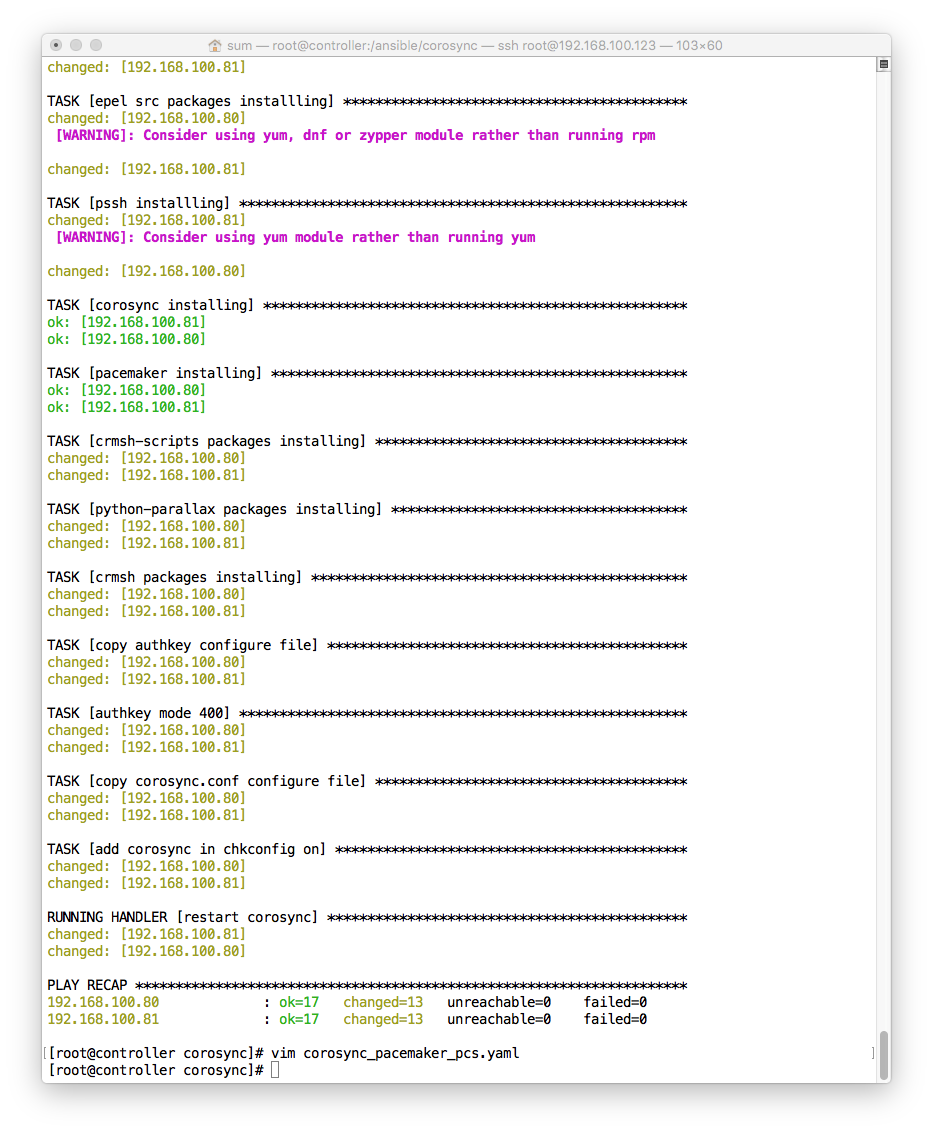 sum — root@controller:/ansible/corosync — ssh root@192.168.100.123 — 103×60
changed: [192.168.100.81]
TASK [epel src packages installling] *******************************************
changed: [192.168.100.80]
[WARNING]: Consider using yum, dnf or zypper module rather than running rpm
changed: [192.168.100.81]
TASK [pssh installling] ********************************************************
changed: [192.168.100.81]
[WARNING]: Consider using yum module rather than running yum
changed: [192.168.100.80]
TASK [corosync installing] *****************************************************
ok: [192.168.100.81]
ok: [192.168.100.80]
TASK [pacemaker installing] ****************************************************
ok: [192.168.100.80]
ok: [192.168.100.81]
TASK [crmsh-scripts packages installing] ***************************************
changed: [192.168.100.80]
changed: [192.168.100.81]
TASK [python-parallax packages installing] *************************************
changed: [192.168.100.80]
changed: [192.168.100.81]
TASK [crmsh packages installing] ***********************************************
changed: [192.168.100.80]
changed: [192.168.100.81]
TASK [copy authkey configure file] *********************************************
changed: [192.168.100.80]
changed: [192.168.100.81]
TASK [authkey mode 400] ********************************************************
changed: [192.168.100.80]
changed: [192.168.100.81]
TASK [copy corosync.conf configure file] ***************************************
changed: [192.168.100.80]
changed: [192.168.100.81]
TASK [add corosync in chkconfig on] ********************************************
changed: [192.168.100.80]
changed: [192.168.100.81]
RUNNING HANDLER [restart corosync] *********************************************
changed: [192.168.100.81]
changed: [192.168.100.80]
PLAY RECAP *********************************************************************
192.168.100.80 : ok=17 changed=13 unreachable=0 failed=0
192.168.100.81 : ok=17 changed=13 unreachable=0 failed=0
[[root@controller corosync]# vim corosync_pacemaker_pcs.yaml ]
[root@controller corosync]#